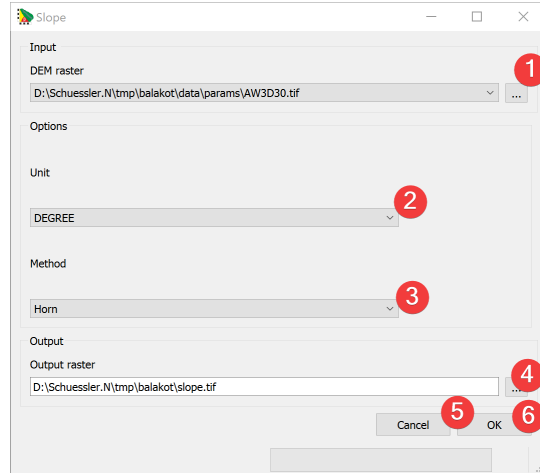 Slope
Input
DEM raster
1
D:\Schuessler.N\tmp\balakot\data\params\AW3D30.tif
...
Options
Unit
2
DEGREE
Method
3
Horn
Output
Output raster
4
D:\Schuessler.N\tmp\balakot\slope.tif
...
5
6
Cancel
OK